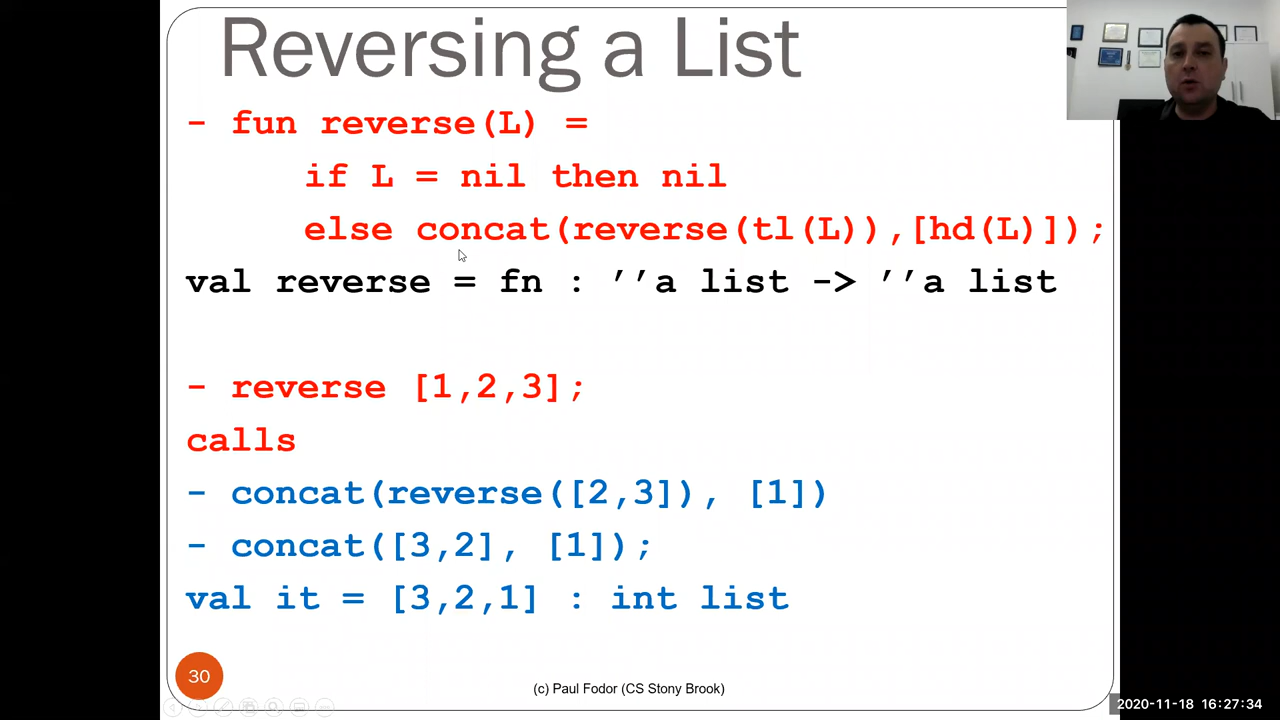 Reversing a List
- fun reverse(L) =
if L = nil then nil
else concat(reverse(tl(L)),[hd(L)]);
val reverse = fn : ’’a list -> ’’a list
- reverse [1,2,3];
calls
- concat(reverse([2,3]), [1])
- concat([3,2], [1]);
val it = [3,2,1] : int list
30
(c) Paul Fodor (CS Stony Brook)
2020-11-18 16:27:34